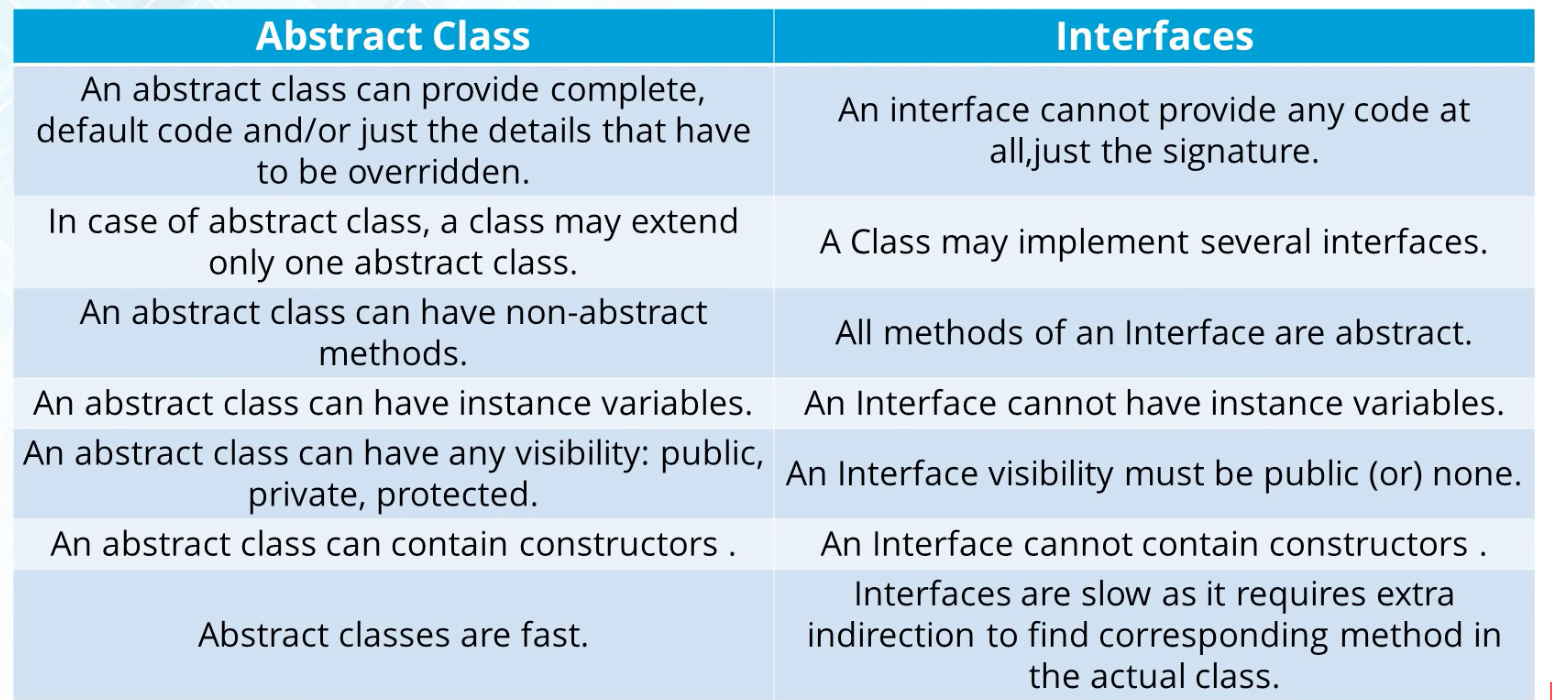 Abstract Class
Interfaces
An abstract class can provide complete,
default code and/or just the details that have
to be overridden.
An interface cannot provide any code at
all,just the signature.
In case of abstract class, a class may extend
only one abstract class.
A Class may implement several interfaces.
An abstract class can have non-abstract
methods.
All methods of an Interface are abstract.
An abstract class can have instance variables.
An Interface cannot have instance variables.
An abstract class can have any visibility: public,
private, protected.
An Interface visibility must be public (or) none.
An abstract class can contain constructors .
An Interface cannot contain constructors .
Abstract classes are fast.
Interfaces are slow as it requires extra
indirection to find corresponding method in
the actual class.